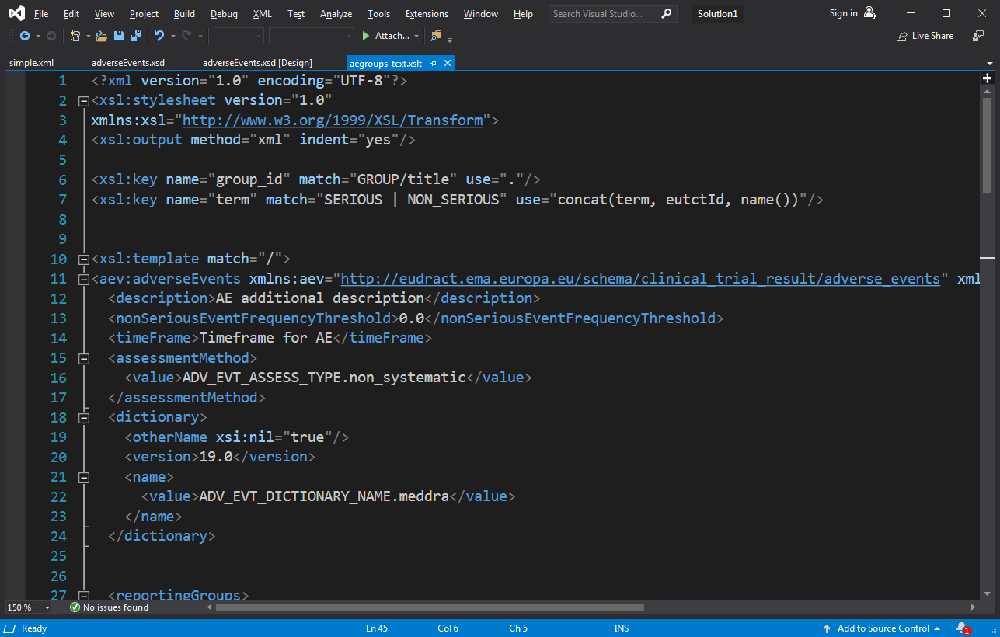 File Edit View Project Build Debug XML Test Analyze Tools Extensions Window Help Search Visual Studio... Solution1 Sign in
Attach... Live Share
simple.xml adverseEvents.xsd adverseEvents.xsd [Design] aegroups_text.xslt
1 <?xml version="1.0" encoding="UTF-8"?>
2 <xsl:stylesheet version="1.0"
3 xmlns:xsl="http://www.w3.org/1999/XSL/Transform">
4 <xsl:output method="xml" indent="yes"/>
5
6 <xsl:key name="group_id" match="GROUP/title" use="."/>
7 <xsl:key name="term" match="SERIOUS | NON_SERIOUS" use="concat(term, eutctId, name())"/>
8
9
10 <xsl:template match="/">
11 <aev:adverseEvents xmlns:aev="http://eudract.ema.europa.eu/schema/clinical_trial_result/adverse_events" xml
12 <description>AE additional description</description>
13 <nonSeriousEventFrequencyThreshold>0.0</nonSeriousEventFrequencyThreshold>
14 <timeFrame>Timeframe for AE</timeFrame>
15 <assessmentMethod>
16 <value>ADV_EVT_ASSESS_TYPE.non_systematic</value>
17 </assessmentMethod>
18 <dictionary>
19 <otherName xsi:nil="true"/>
20 <version>19.0</version>
21 <name>
22 <value>ADV_EVT_DICTIONARY_NAME.meddra</value>
23 </name>
24 </dictionary>
25
26
27 <reportingGroups>
150 % No issues found
Ready Ln 45 Col 6 Ch 5 INS Add to Source Control 1